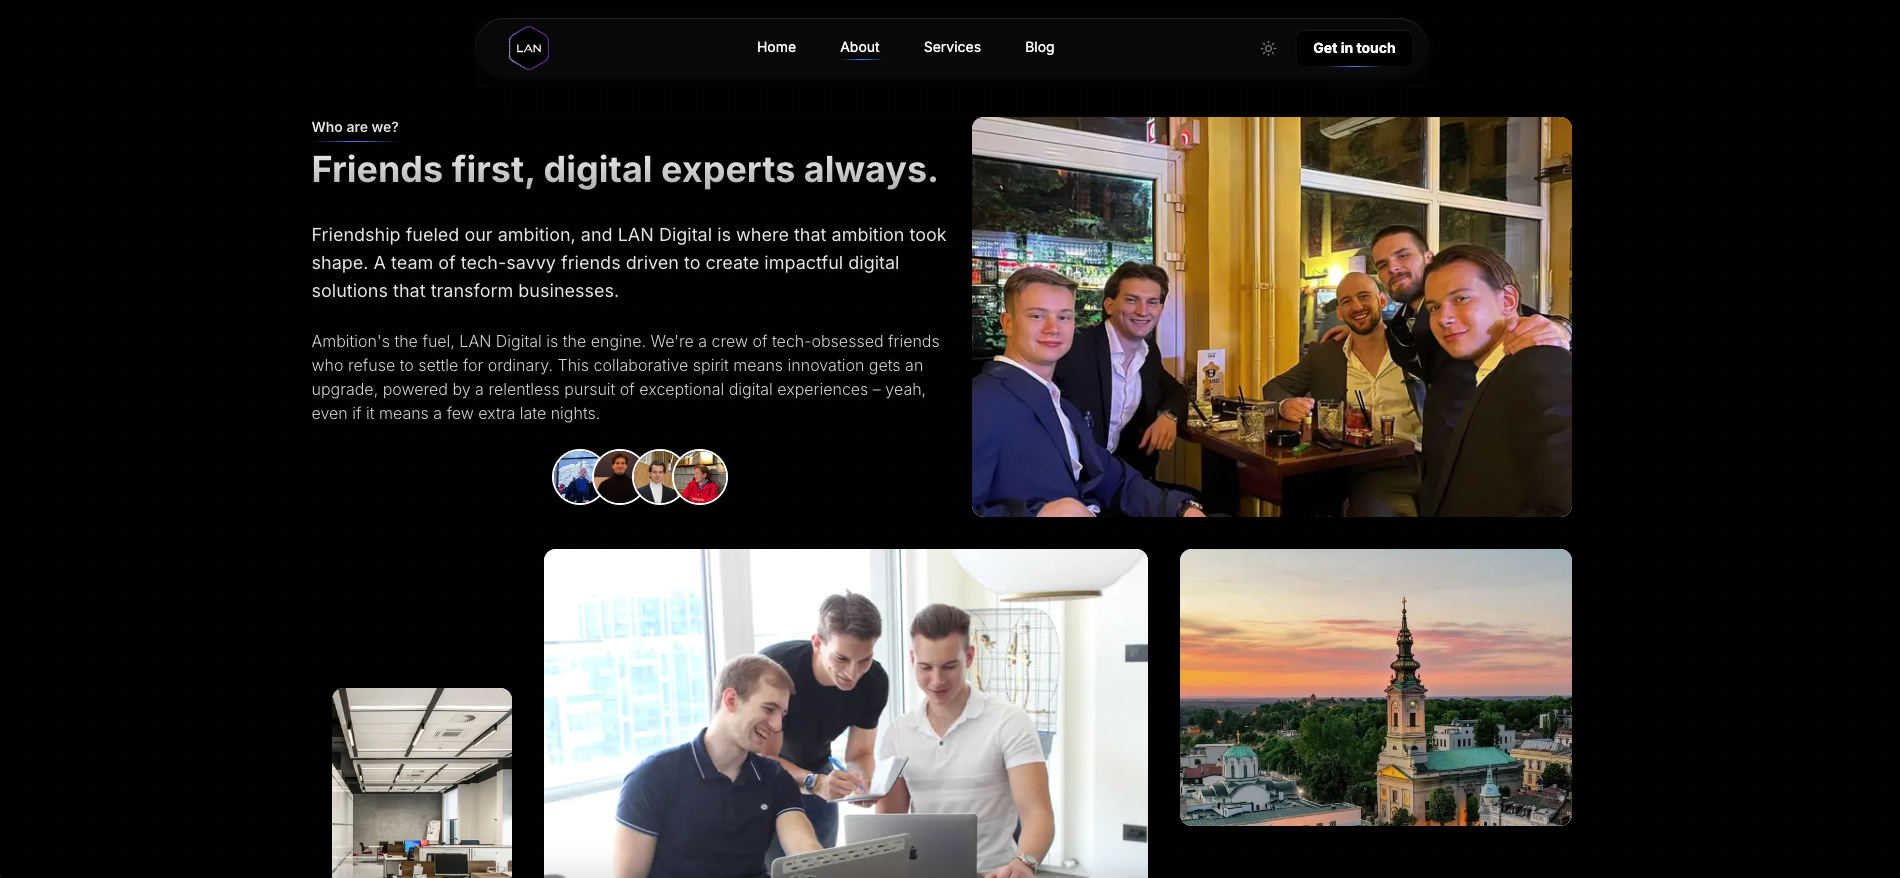 LAN
Home
About
Services
Blog
Get in touch
Who are we?
Friends first, digital experts always.
Friendship fueled our ambition, and LAN Digital is where that ambition took
shape. A team of tech-savvy friends driven to create impactful digital
solutions that transform businesses.
Ambition's the fuel, LAN Digital is the engine. We're a crew of tech-obsessed friends
who refuse to settle for ordinary. This collaborative spirit means innovation gets an
upgrade, powered by a relentless pursuit of exceptional digital experiences – yeah,
even if it means a few extra late nights.